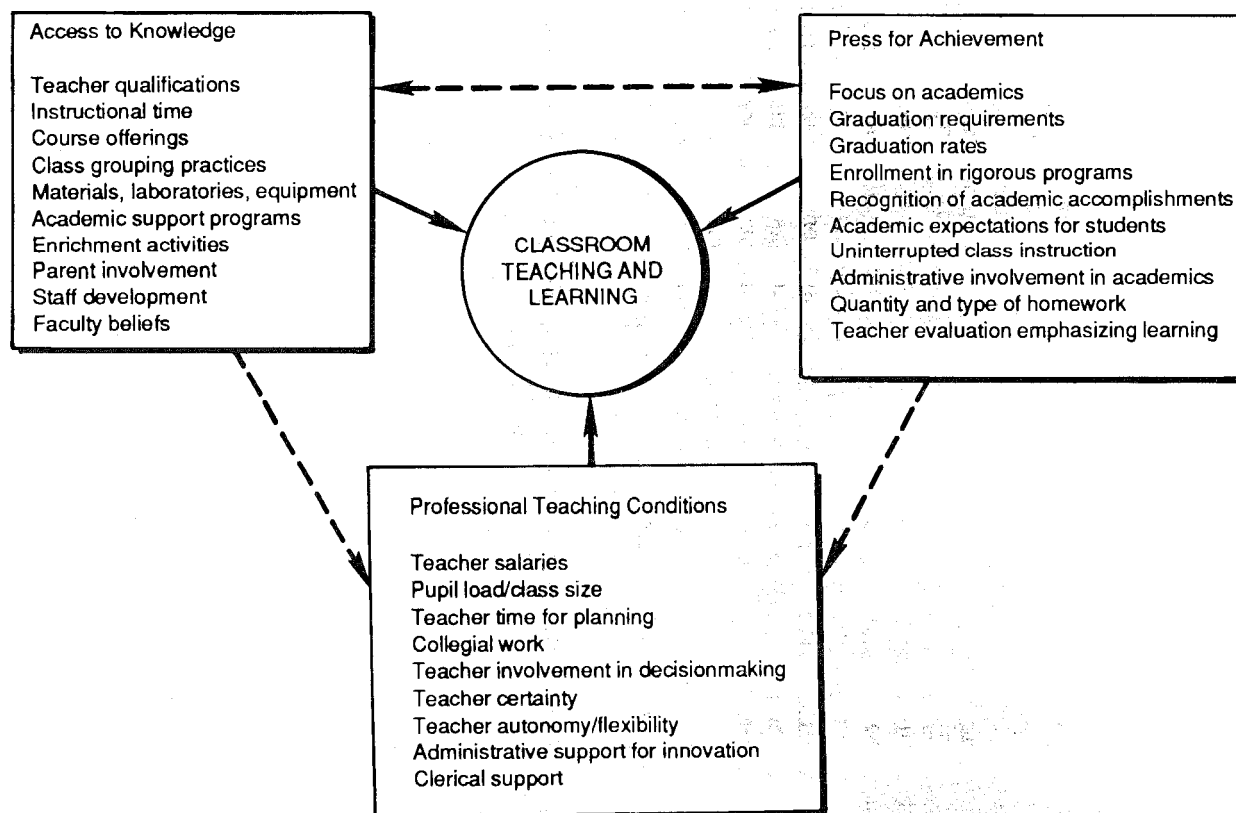 Access to Knowledge
Teacher qualifications
Instructional time
Course offerings
Class grouping practices
Materials, laboratories, equipment
Academic support programs
Enrichment activities
Parent involvement
Staff development
Faculty beliefs
Press for Achievement
Focus on academics
Graduation requirements
Graduation rates
Enrollment in rigorous programs
Recognition of academic accomplishments
Academic expectations for students
Uninterrupted class instruction
Administrative involvement in academics
Quantity and type of homework
Teacher evaluation emphasizing learning
CLASSROOM
TEACHING AND
LEARNING
Professional Teaching Conditions
Teacher salaries
Pupil load/class size
Teacher time for planning
Collegial work
Teacher involvement in decisionmaking
Teacher certainty
Teacher autonomy/flexibility
Administrative support for innovation
Clerical support